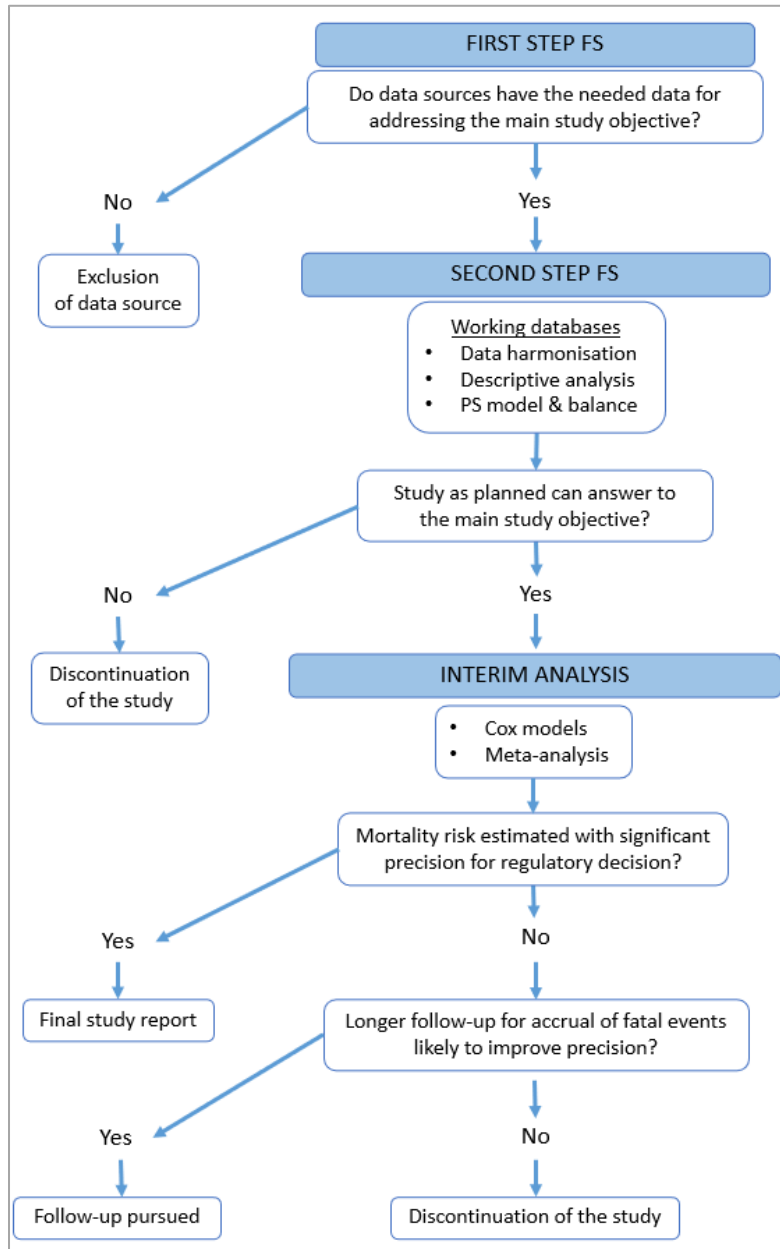 FIRST STEP FS
Do data sources have the needed data for
addressing the main study objective?
No
Yes
Exclusion
of data source
SECOND STEP FS
Working databases
• Data harmonisation
• Descriptive analysis
• PS model & balance
Study as planned can answer to
the main study objective?
No
Yes
Discontinuation
of the study
INTERIM ANALYSIS
• Cox models
• Meta-analysis
Mortality risk estimated with significant
precision for regulatory decision?
Yes
No
Final study report
Longer follow-up for accrual of fatal events
likely to improve precision?
Yes
No
Follow-up pursued
Discontinuation of the study